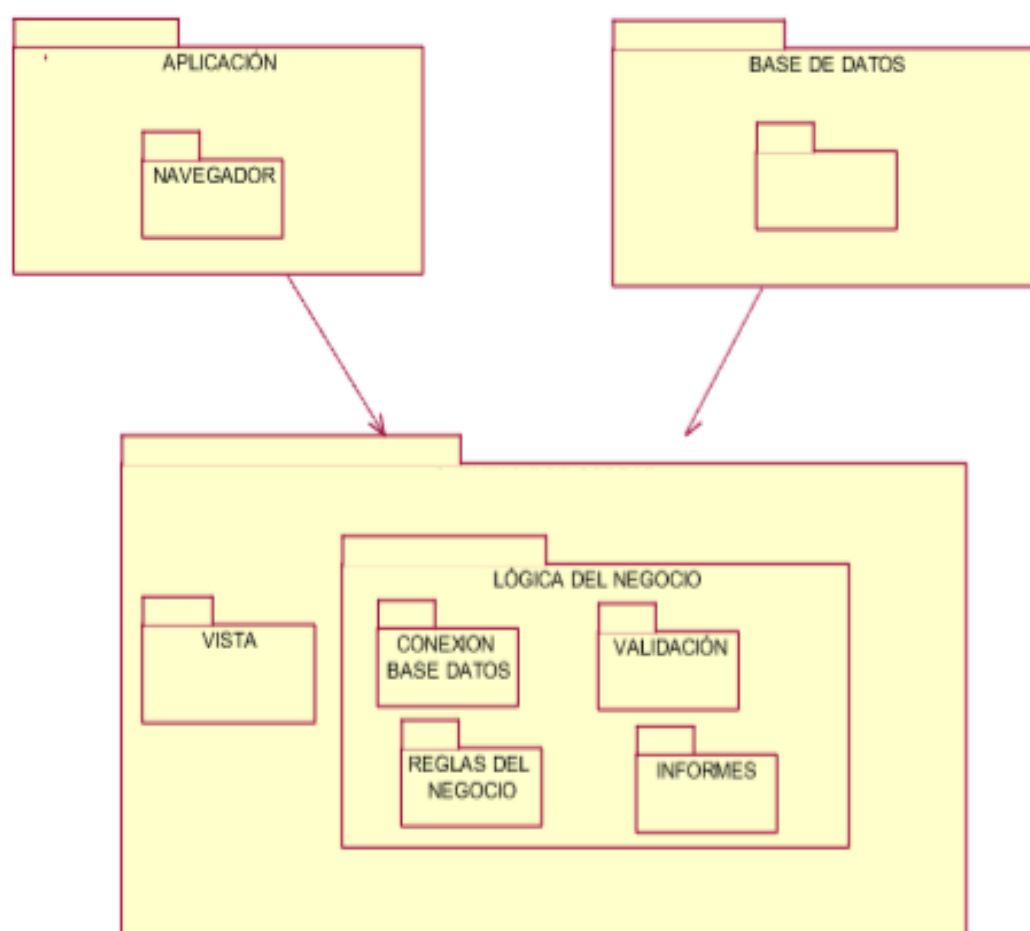 APLICACIÓN
NAVEGADOR
BASE DE DATOS
LÓGICA DEL NEGOCIO
VISTA
CONEXION
BASE DATOS
VALIDACIÓN
REGLAS DEL
NEGOCIO
INFORMES